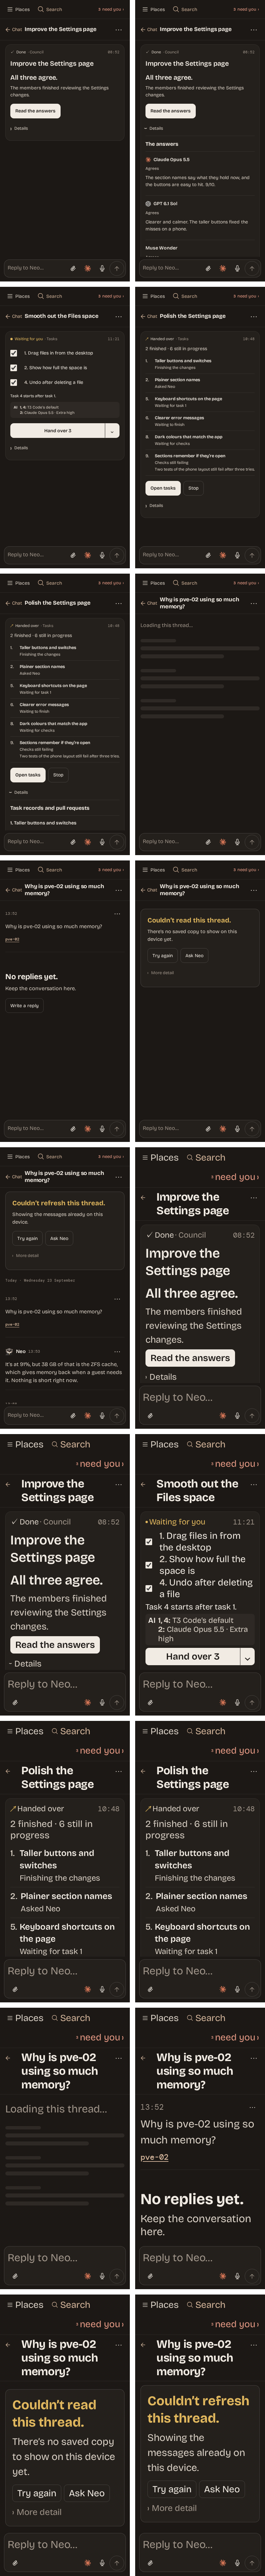 Places Search 5 need you ›
← Chat Improve the Settings page
✓ Done · Council 08:52
Improve the Settings page
All three agree.
The members finished reviewing the Settings
changes.
Read the answers
› Details
Reply to Neo...
Places Search 5 need you ›
← Chat Improve the Settings page
✓ Done · Council 08:52
Improve the Settings page
All three agree.
The members finished reviewing the Settings
changes.
Read the answers
Details
The answers
Claude Opus 5.5
Agrees
The section names say what they hold now, and
the buttons are easy to hit. 3/10.
GPT 6.1 Sol
Agrees
Clearer and calmer. The taller buttons fixed the
misses on a phone.
Muse Wonder
Reply to Neo...
Places Search 5 need you ›
← Chat Smooth out the Files space
Waiting for you · Tasks 11:21
1. Drag files in from the desktop
2. Show how full the space is
4. Undo after deleting a file
Task 4 starts after task 1.
AI 1, 4: T3 Code's default
2: Claude Opus 5.5 · Extra high
Hand over 3
› Details
Reply to Neo...
Places Search 5 need you ›
← Chat Polish the Settings page
Handed over · Tasks 10:48
2 finished · 6 still in progress
1. Taller buttons and switches
Finishing the changes
2. Plainer section names
Asked Neo
5. Keyboard shortcuts on the page
Waiting for task 1
6. Clearer error messages
Waiting to finish
8. Dark colours that match the app
Waiting for checks
9. Sections remember if they're open
Checks still failing
Two tests of the phone layout still fail after three tries.
Open tasks Stop
› Details
Reply to Neo...
Places Search 5 need you ›
← Chat Polish the Settings page
Handed over · Tasks 10:48
2 finished · 6 still in progress
1. Taller buttons and switches
Finishing the changes
2. Plainer section names
Asked Neo
5. Keyboard shortcuts on the page
Waiting for task 1
6. Clearer error messages
Waiting to finish
8. Dark colours that match the app
Waiting for checks
9. Sections remember if they're open
Checks still failing
Two tests of the phone layout still fail after three tries.
Open tasks Stop
Details
Task records and pull requests
1. Taller buttons and switches
Reply to Neo...
Places Search 5 need you ›
← Chat Why is pve-02 using so much
memory?
Loading this thread...
Reply to Neo...
Places Search 5 need you ›
← Chat Why is pve-02 using so much
memory?
13:52
Why is pve-02 using so much memory?
pve-02
No replies yet.
Keep the conversation here.
Write a reply
Reply to Neo...
Places Search 5 need you ›
← Chat Why is pve-02 using so much
memory?
Couldn't read this thread.
There's no saved copy to show on this
device yet.
Try again Ask Neo
› More detail
Reply to Neo...
Places Search 5 need you ›
← Chat Why is pve-02 using so much
memory?
Couldn't refresh this thread.
Showing the messages already on this
device.
Try again Ask Neo
› More detail
Today · Wednesday 23 September
13:52
Why is pve-02 using so much memory?
pve-02
Neo 13:53
It's at 91%, but 38 GB of that is the ZFS cache,
which gives memory back when a guest needs
it. Nothing is short right now.
Reply to Neo...
Places Search
need you ›
← Improve the
Settings page
✓ Done · Council 08:52
Improve the
Settings page
All three agree.
The members finished
reviewing the Settings
changes.
Read the answers
› Details
Reply to Neo...
Places Search
need you ›
← Improve the
Settings page
✓ Done · Council 08:52
Improve the
Settings page
All three agree.
The members finished
reviewing the Settings
changes.
Read the answers
Details
Reply to Neo...
Places Search
need you ›
← Smooth out the
Files space
Waiting for you 11:21
1. Drag files in from
the desktop
2. Show how full the
space is
4. Undo after deleting
a file
Task 4 starts after task 1.
AI 1, 4: T3 Code's default
2: Claude Opus 5.5 · Extra
high
Hand over 3
Reply to Neo...
Places Search
need you ›
← Polish the
Settings page
Handed over 10:48
2 finished · 6 still in
progress
1. Taller buttons and
switches
Finishing the changes
2. Plainer section names
Asked Neo
5. Keyboard shortcuts on
the page
Waiting for task 1
Reply to Neo...
Places Search
need you ›
← Polish the
Settings page
Handed over 10:48
2 finished · 6 still in
progress
1. Taller buttons and
switches
Finishing the changes
2. Plainer section names
Asked Neo
5. Keyboard shortcuts on
the page
Waiting for task 1
Reply to Neo...
Places Search
need you ›
← Why is pve-02
using so much
memory?
Loading this thread...
Reply to Neo...
Places Search
need you ›
← Why is pve-02
using so much
memory?
13:52
Why is pve-02 using so
much memory?
pve-02
No replies yet.
Keep the conversation
here.
Reply to Neo...
Places Search
need you ›
← Why is pve-02
using so much
memory?
Couldn't read
this thread.
There's no saved copy
to show on this device
yet.
Try again Ask Neo
› More detail
Reply to Neo...
Places Search
need you ›
← Why is pve-02
using so much
memory?
Couldn't refresh
this thread.
Showing the
messages already on
this device.
Try again Ask Neo
› More detail
Reply to Neo...